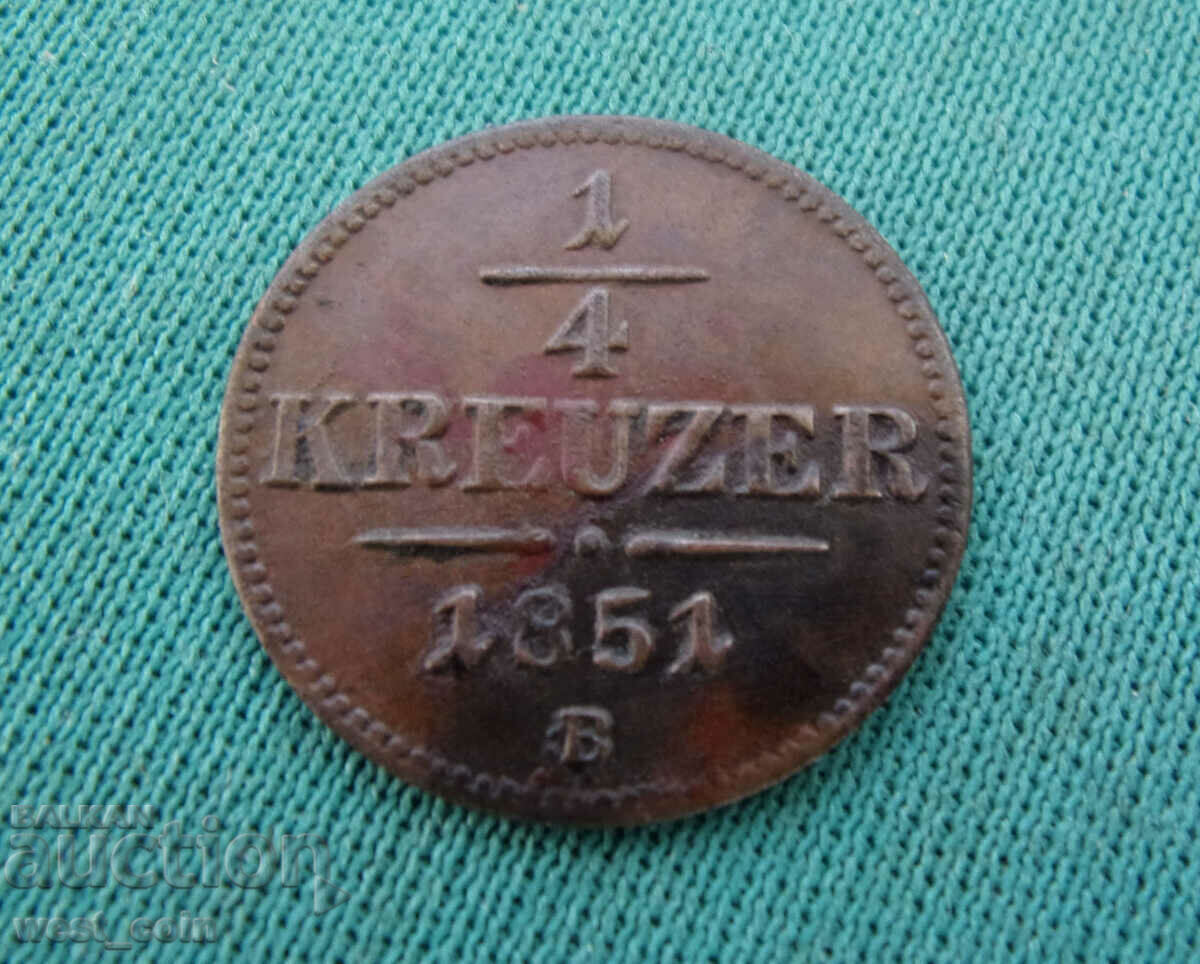 1
4
KREUZER
1851
B
BALKAN
auction
west_coin